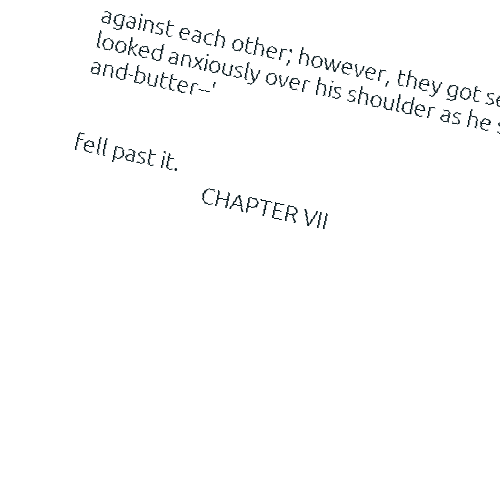 against each other; however, they got
looked anxiously over his shoulder as he
and-butter--'
fell past it.
CHAPTER VII